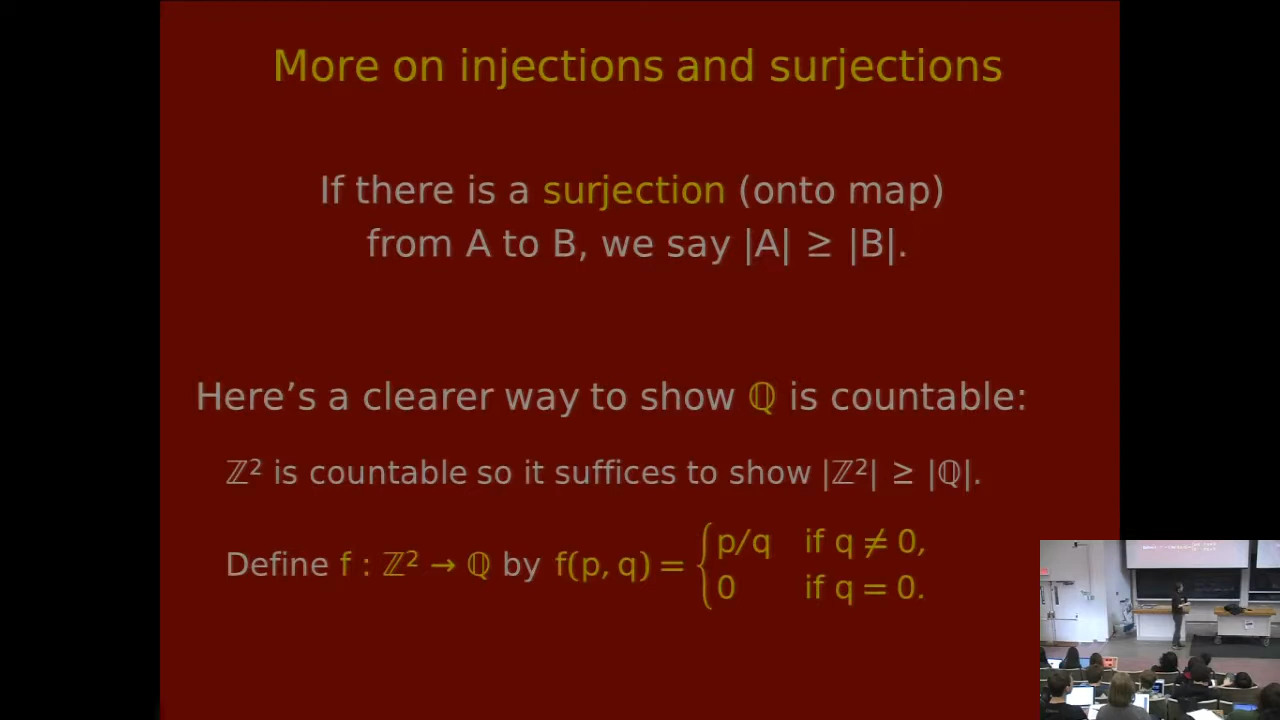 More on injections and surjections
If there is a surjection (onto map)
from A to B, we say |A| ≥ |B|.
Here’s a clearer way to show ℚ is countable:
ℤ² is countable so it suffices to show |ℤ²| ≥ |ℚ|.
Define f : ℤ² → ℚ by f(p, q) = { p/q if q ≠ 0,
0 if q = 0.